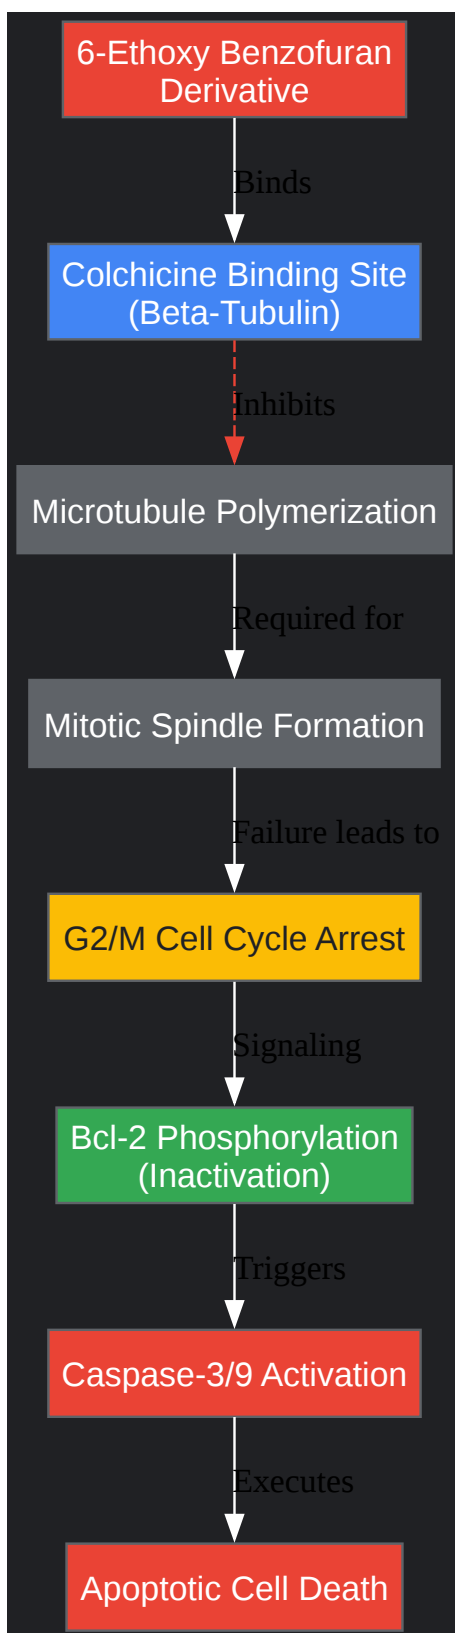 6-Ethoxy Benzofuran
Derivative
Binds
Colchicine Binding Site
(Beta-Tubulin)
Inhibits
Microtubule Polymerization
Required for
Mitotic Spindle Formation
Failure leads to
G2/M Cell Cycle Arrest
Signaling
Bcl-2 Phosphorylation
(Inactivation)
Triggers
Caspase-3/9 Activation
Executes
Apoptotic Cell Death